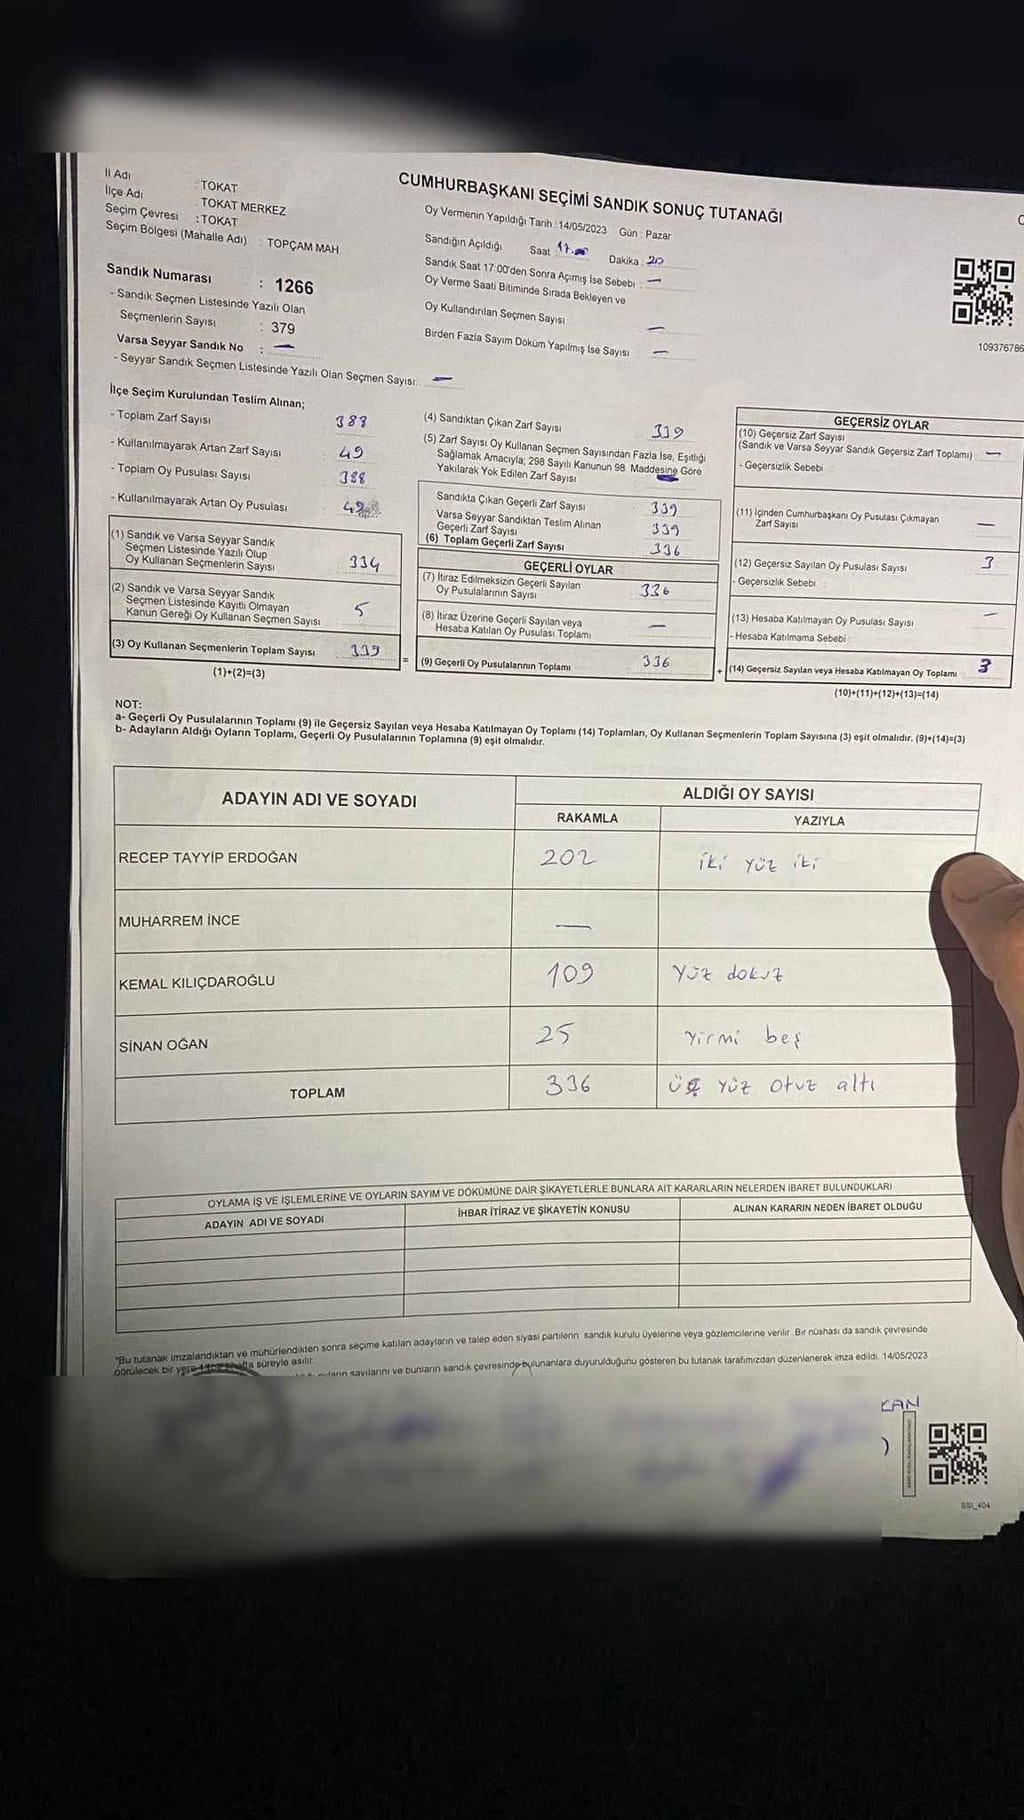 İl Adı : TOKAT
İlçe Adı : TOKAT MERKEZ
Seçim Çevresi : TOKAT
Seçim Bölgesi (Mahalle Adı) : TOPÇAM MAH
Sandık Numarası : 1266
- Sandık Seçmen Listesinde Yazılı Olan
Seçmenlerin Sayısı : 379
Varsa Seyyar Sandık No : —
- Seyyar Sandık Seçmen Listesinde Yazılı Olan Seçmen Sayısı: —
CUMHURBAŞKANI SEÇİMİ SANDIK SONUÇ TUTANAĞI
Oy Vermenin Yapıldığı Tarih : 14/05/2023 Gün : Pazar
Sandığın Açıldığı Saat 17 Dakika 20
Sandık Saat 17:00'den Sonra Açımış İse Sebebi : —
Oy Verme Saati Bitiminde Sırada Bekleyen ve
Oy Kullandırılan Seçmen Sayısı —
Birden Fazla Sayım Döküm Yapılmış İse Sayısı —
109376786
İlçe Seçim Kurulundan Teslim Alınan;
- Toplam Zarf Sayısı : 388
- Kullanılmayarak Artan Zarf Sayısı : 49
- Toplam Oy Pusulası Sayısı : 388
- Kullanılmayarak Artan Oy Pusulası : 49
(1) Sandık ve Varsa Seyyar Sandık
Seçmen Listesinde Yazılı Olup
Oy Kullanan Seçmenlerin Sayısı : 334
(2) Sandık ve Varsa Seyyar Sandık
Seçmen Listesinde Kayıtlı Olmayan
Kanun Gereği Oy Kullanan Seçmen Sayısı : 5
(3) Oy Kullanan Seçmenlerin Toplam Sayısı : 339
(1)+(2)=(3)
(4) Sandıktan Çıkan Zarf Sayısı 339
(5) Zarf Sayısı Oy Kullanan Seçmen Sayısından Fazla İse, Eşitliği
Sağlamak Amacıyla; 298 Sayılı Kanunun 98 Maddesine Göre
Yakılarak Yok Edilen Zarf Sayısı —
Sandıkta Çıkan Geçerli Zarf Sayısı 339
Varsa Seyyar Sandıktan Teslim Alınan
Geçerli Zarf Sayısı 339
(6) Toplam Geçerli Zarf Sayısı 336
GEÇERLİ OYLAR
(7) İtiraz Edilmeksizin Geçerli Sayılan
Oy Pusulalarının Sayısı 336
(8) İtiraz Üzerine Geçerli Sayılan veya
Hesaba Katılan Oy Pusulası Toplamı —
= (9) Geçerli Oy Pusulalarının Toplamı 336
GEÇERSİZ OYLAR
(10) Geçersiz Zarf Sayısı
(Sandık ve Varsa Seyyar Sandık Geçersiz Zarf Toplamı) —
- Geçersizlik Sebebi
(11) İçinden Cumhurbaşkanı Oy Pusulası Çıkmayan
Zarf Sayısı —
(12) Geçersiz Sayılan Oy Pusulası Sayısı 3
- Geçersizlik Sebebi
(13) Hesaba Katılmayan Oy Pusulası Sayısı —
- Hesaba Katılmama Sebebi :
+ (14) Geçersiz Sayılan veya Hesaba Katılmayan Oy Toplamı 3
(10)+(11)+(12)+(13)=(14)
NOT:
a- Geçerli Oy Pusulalarının Toplamı (9) ile Geçersiz Sayılan veya Hesaba Katılmayan Oy Toplamı (14) Toplamları, Oy Kullanan Seçmenlerin Toplam Sayısına (3) eşit olmalıdır. (9)+(14)=(3)
b- Adayların Aldığı Oyların Toplamı, Geçerli Oy Pusulalarının Toplamına (9) eşit olmalıdır.
ADAYIN ADI VE SOYADI ALDIĞI OY SAYISI
RAKAMLA YAZIYLA
RECEP TAYYİP ERDOĞAN 202 iki yüz iki
MUHARREM İNCE —
KEMAL KILIÇDAROĞLU 109 yüz dokuz
SİNAN OĞAN 25 yirmi beş
TOPLAM 336 üç yüz otuz altı
OYLAMA İŞ VE İŞLEMLERİNE VE OYLARIN SAYIM VE DÖKÜMÜNE DAİR ŞİKAYETLERLE BUNLARA AİT KARARLARIN NELERDEN İBARET BULUNDUKLARI
ADAYIN ADI VE SOYADI İHBAR İTİRAZ VE ŞİKAYETİN KONUSU ALINAN KARARIN NEDEN İBARET OLDUĞU
*Bu tutanak imzalandıktan ve mühürlendikten sonra seçime katılan adayların ve talep eden siyasi partilerin sandık kurulu üyelerine veya gözlemcilerine verilir. Bir nüshası da sandık çevresinde
görülecek bir yere hafta süreyle asılır.
sayılarını ve bunların sandık çevresinde bulunanlara duyurulduğunu gösteren bu tutanak tarafımızdan düzenlenerek imza edildi. 14/05/2023
KAN
)
SSI_404